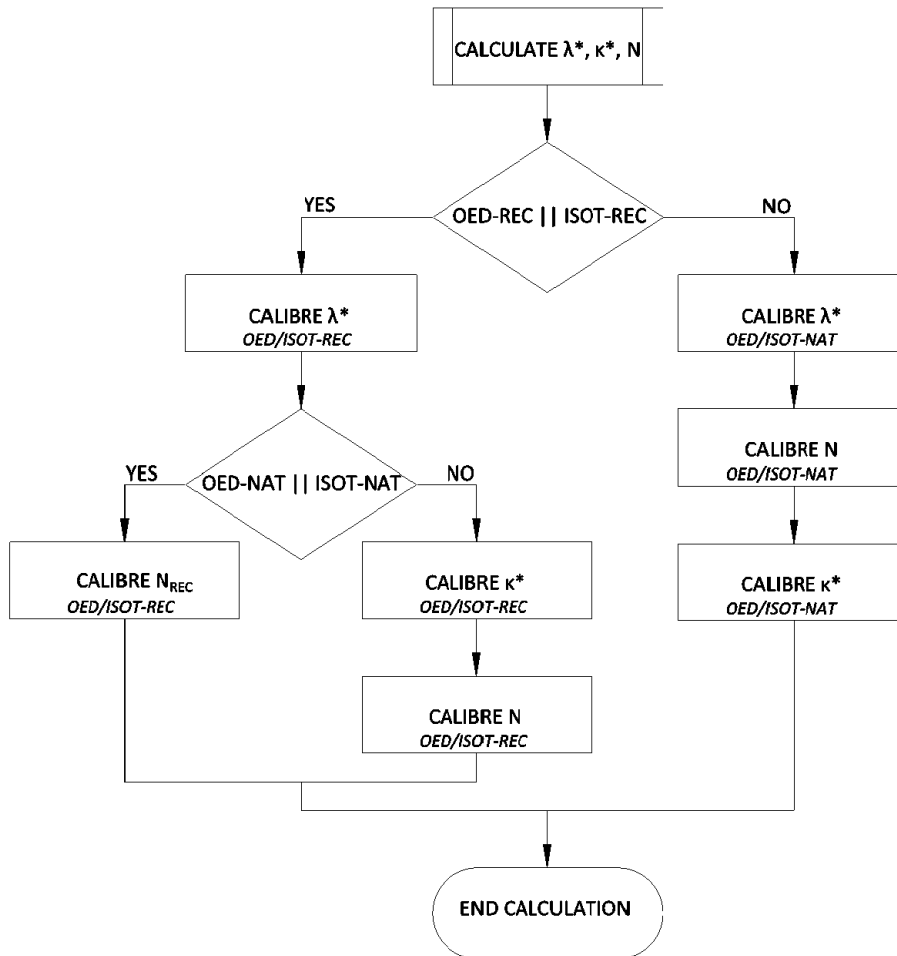 CALCULATE λ*, κ*, N
OED-REC || ISOT-REC
YES
NO
CALIBRE λ*
OED/ISOT-REC
CALIBRE λ*
OED/ISOT-NAT
OED-NAT || ISOT-NAT
YES
NO
CALIBRE N
OED/ISOT-NAT
CALIBRE N_REC
OED/ISOT-REC
CALIBRE κ*
OED/ISOT-REC
CALIBRE κ*
OED/ISOT-NAT
CALIBRE N
OED/ISOT-REC
END CALCULATION